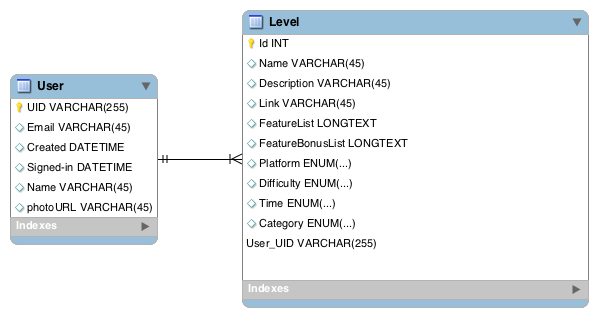 User
UID VARCHAR(255)
Email VARCHAR(45)
Created DATETIME
Signed-in DATETIME
Name VARCHAR(45)
photoURL VARCHAR(45)
Indexes
Level
Id INT
Name VARCHAR(45)
Description VARCHAR(45)
Link VARCHAR(45)
FeatureList LONGTEXT
FeatureBonusList LONGTEXT
Platform ENUM(...)
Difficulty ENUM(...)
Time ENUM(...)
Category ENUM(...)
User_UID VARCHAR(255)
Indexes